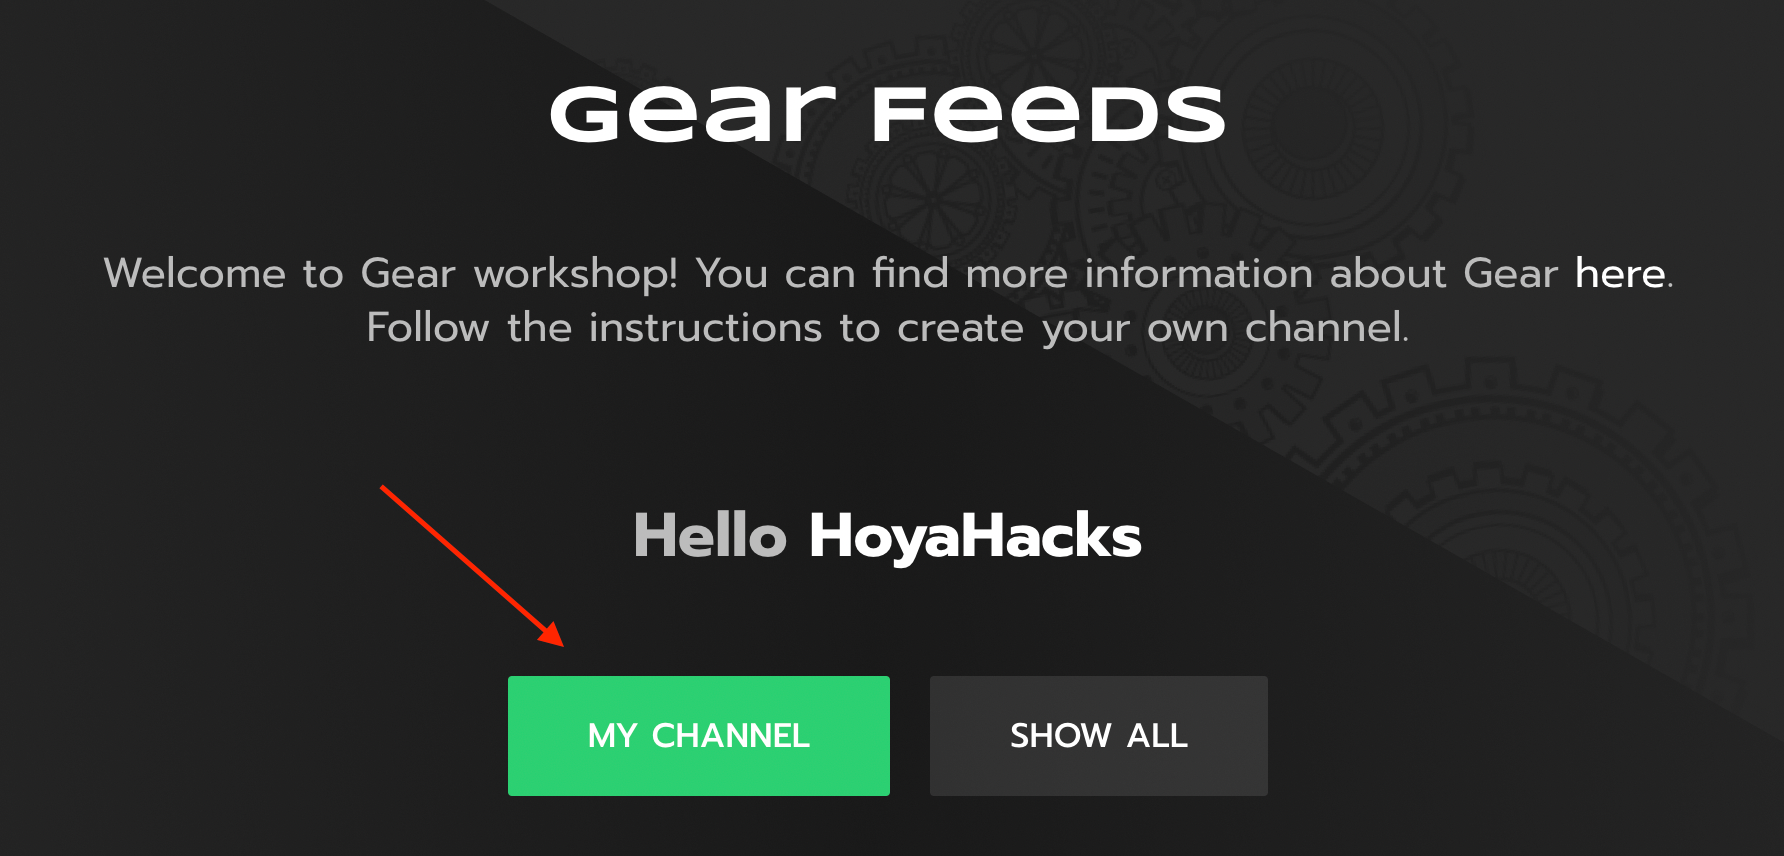 Gear Feeds
Welcome to Gear workshop! You can find more information about Gear here.
Follow the instructions to create your own channel.
Hello HoyaHacks
MY CHANNEL
SHOW ALL